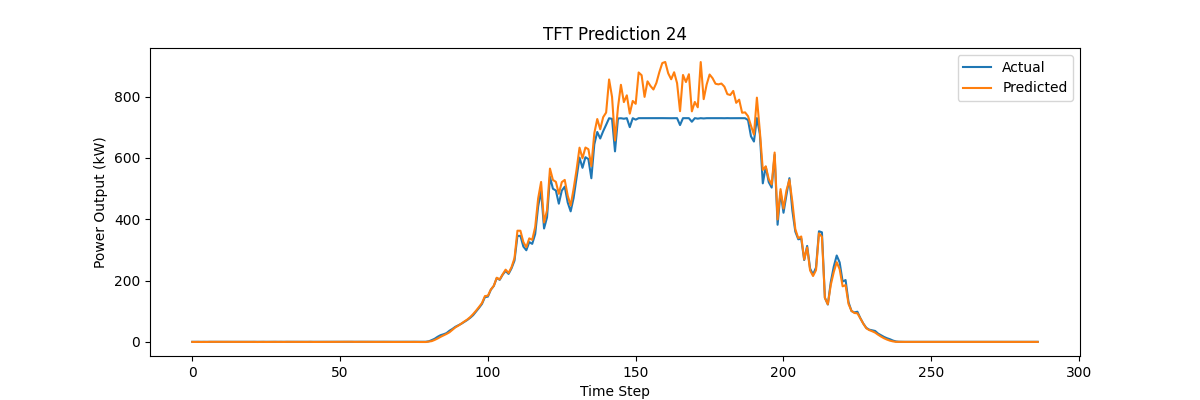 TFT Prediction 24
Actual
Predicted
Power Output (kW)
800
600
400
200
0
0 50 100 150 200 250 300
Time Step